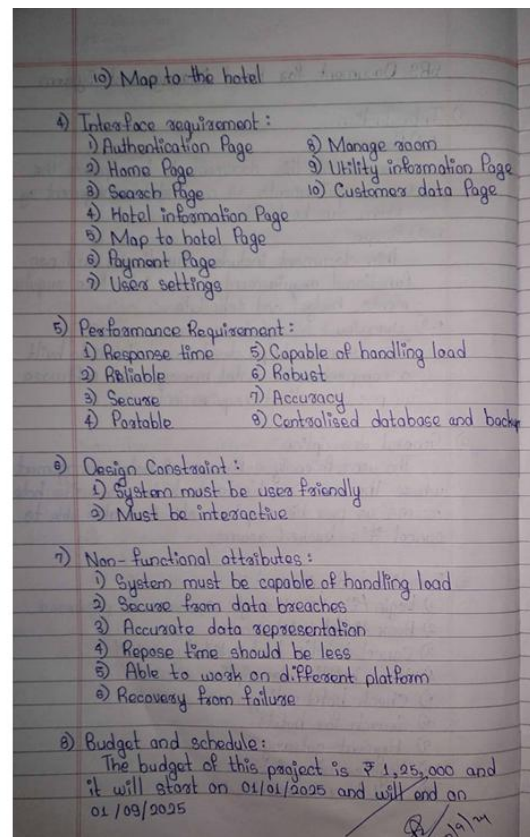 10) Map to the hotel
4) Interface requirement :
1) Authentication Page
2) Home Page
3) Search Page
4) Hotel information Page
5) Map to hotel Page
6) Payment Page
7) User settings
8) Manage room
9) Utility information Page
10) Customer data Page
5) Performance Requirement :
1) Response time
2) Reliable
3) Secure
4) Portable
5) Capable of handling load
6) Robust
7) Accuracy
8) Centralised database and backup
6) Design Constraint :
1) System must be user friendly
2) Must be interactive
7) Non-functional attributes :
1) System must be capable of handling load
2) Secure from data breaches
3) Accurate data representation
4) Repose time should be less
5) Able to work on different platform
6) Recovery from failure
8) Budget and schedule :
The budget of this project is ₹ 1,25,000 and
it will start on 01/01/2025 and will end on
01/09/2025